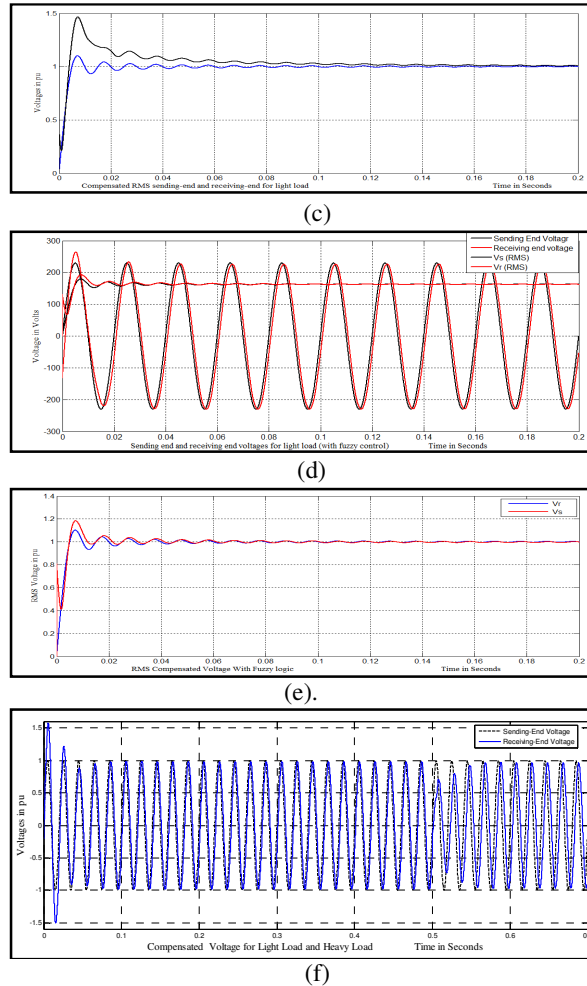 1.5
1
0.5
0
Voltages in pu
0 0.02 0.04 0.06 0.08 0.1 0.12 0.14 0.16 0.18 0.2
Compensated RMS sending-end and receiving-end for light load Time in Seconds
(c)
300
200
100
0
-100
-200
-300
Voltage in Volts
Sending End Voltagr
Receiving end voltage
Vs (RMS)
Vr (RMS)
0 0.02 0.04 0.06 0.08 0.1 0.12 0.14 0.16 0.18 0.2
Sending end and receiving end voltages for light load (with fuzzy control) Time in Seconds
(d)
1.4
1.2
1
0.8
0.6
0.4
0.2
0
RMS Voltage in pu
Vr
Vs
0 0.02 0.04 0.06 0.08 0.1 0.12 0.14 0.16 0.18 0.2
RMS Compensated Voltage With Fuzzy logic Time in Seconds
(e).
1.5
1
0.5
0
-0.5
-1
-1.5
Voltages in pu
Sending-End Voltage
Receiving-End Voltage
0 0.1 0.2 0.3 0.4 0.5 0.6 0.7
Compensated Voltage for Light Load and Heavy Load Time in Seconds
(f)